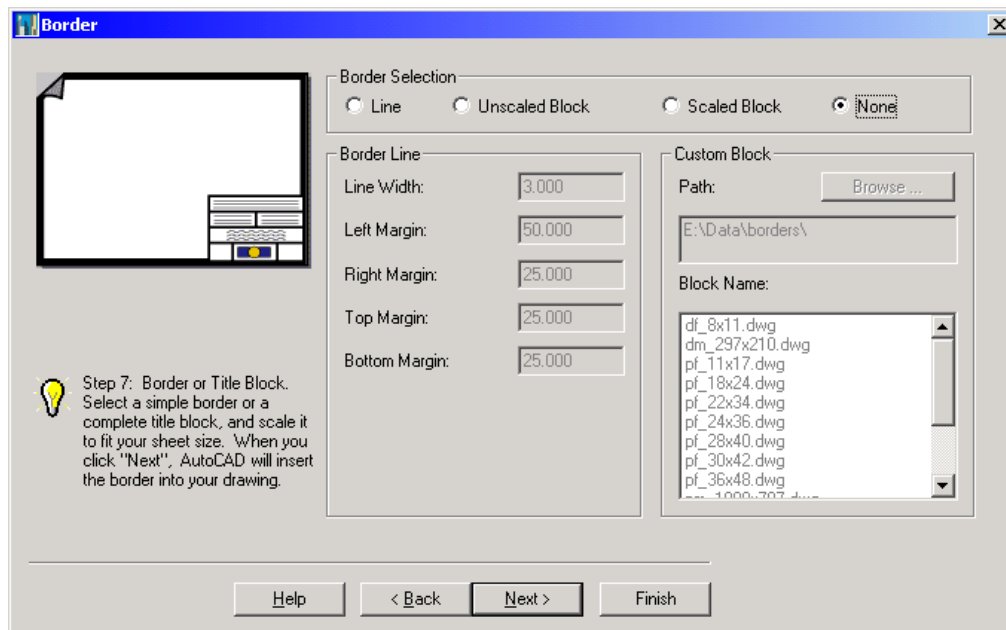 Border
Border Selection
Line
Unscaled Block
Scaled Block
None
Border Line
Line Width:
3.000
Left Margin:
50.000
Right Margin:
25.000
Top Margin:
25.000
Bottom Margin:
25.000
Custom Block
Path:
Browse ...
E:\Data\borders\
Block Name:
df_8x11.dwg
dm_297x210.dwg
pf_11x17.dwg
pf_18x24.dwg
pf_22x34.dwg
pf_24x36.dwg
pf_28x40.dwg
pf_30x42.dwg
pf_36x48.dwg
Step 7: Border or Title Block.
Select a simple border or a
complete title block, and scale it
to fit your sheet size. When you
click "Next", AutoCAD will insert
the border into your drawing.
Help
< Back
Next >
Finish